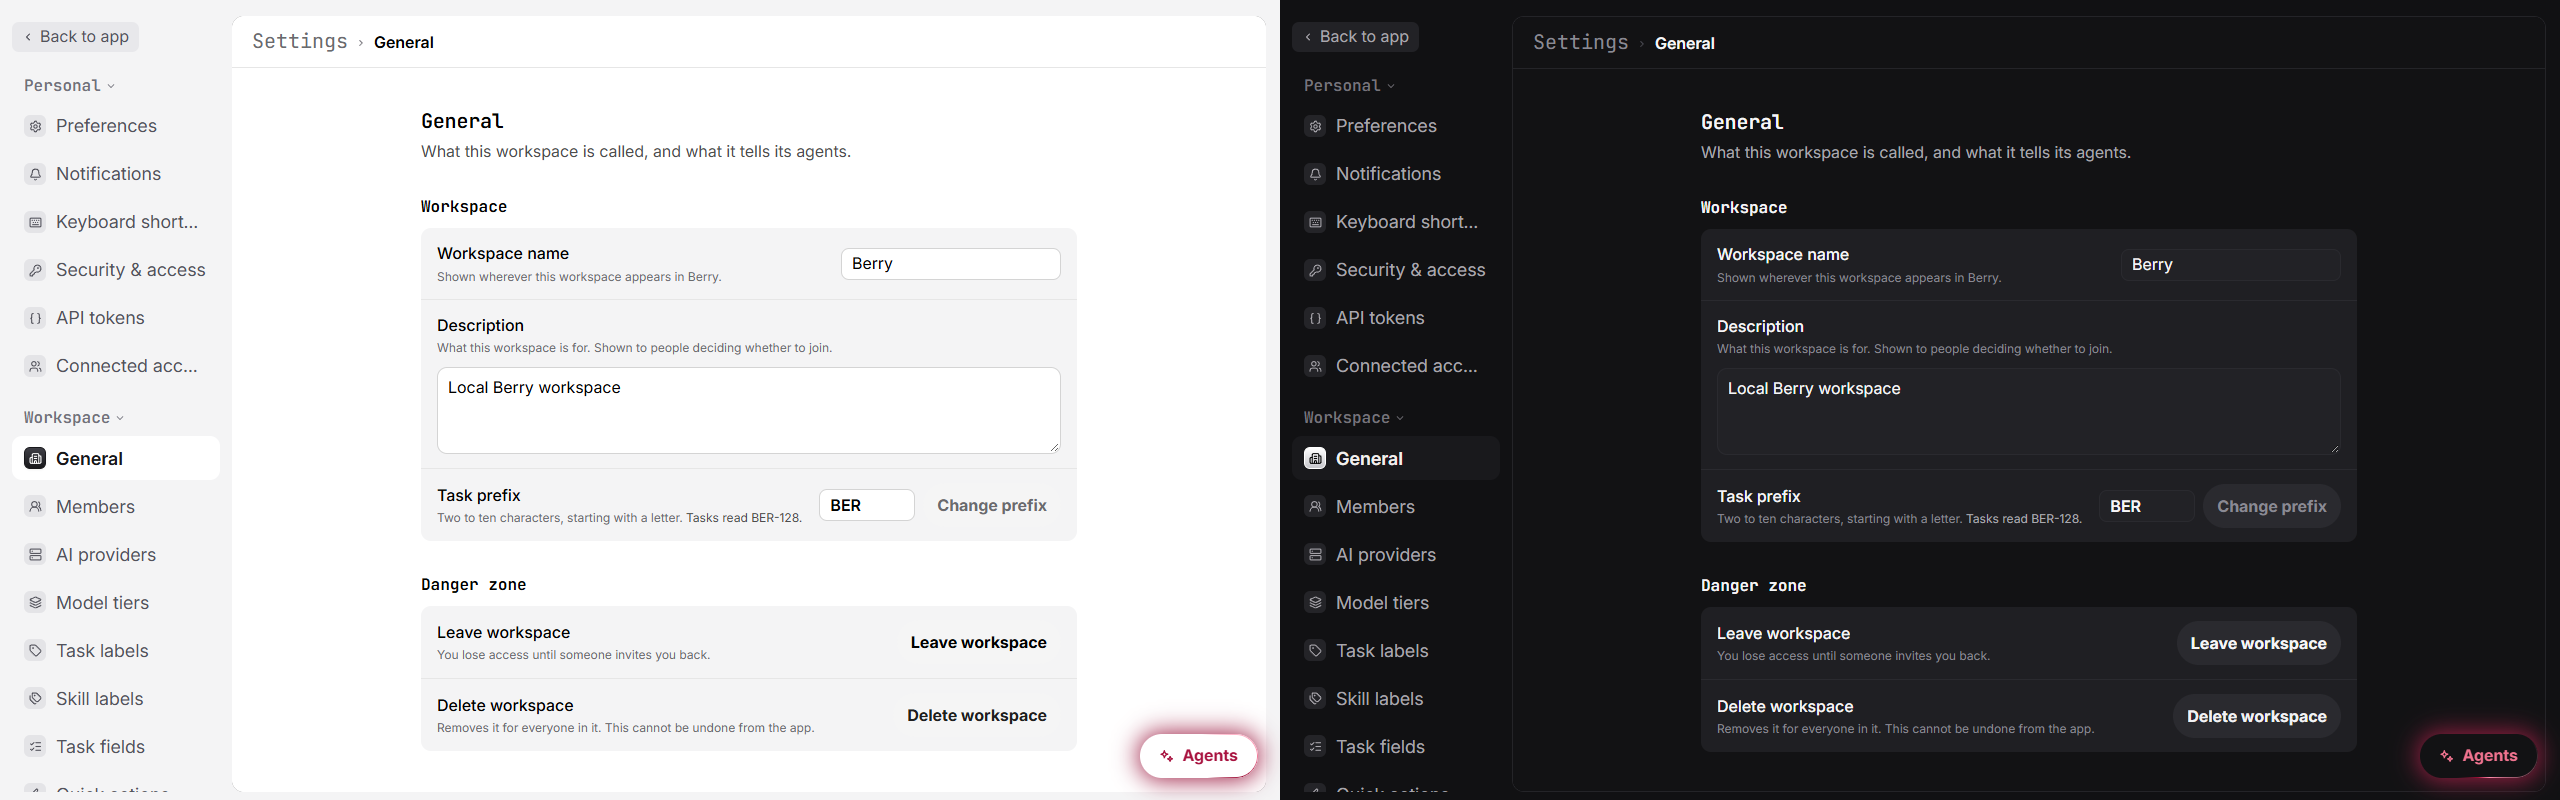 Back to app
Personal
Preferences
Notifications
Keyboard short...
Security & access
API tokens
Connected acc...
Workspace
General
Members
AI providers
Model tiers
Task labels
Skill labels
Task fields
Quick actions
Settings › General
General
What this workspace is called, and what it tells its agents.
Workspace
Workspace name
Shown wherever this workspace appears in Berry.
Berry
Description
What this workspace is for. Shown to people deciding whether to join.
Local Berry workspace
Task prefix
Two to ten characters, starting with a letter. Tasks read BER-128.
BER
Change prefix
Danger zone
Leave workspace
You lose access until someone invites you back.
Leave workspace
Delete workspace
Removes it for everyone in it. This cannot be undone from the app.
Delete workspace
Agents
Back to app
Personal
Preferences
Notifications
Keyboard short...
Security & access
API tokens
Connected acc...
Workspace
General
Members
AI providers
Model tiers
Task labels
Skill labels
Task fields
Quick actions
Settings › General
General
What this workspace is called, and what it tells its agents.
Workspace
Workspace name
Shown wherever this workspace appears in Berry.
Berry
Description
What this workspace is for. Shown to people deciding whether to join.
Local Berry workspace
Task prefix
Two to ten characters, starting with a letter. Tasks read BER-128.
BER
Change prefix
Danger zone
Leave workspace
You lose access until someone invites you back.
Leave workspace
Delete workspace
Removes it for everyone in it. This cannot be undone from the app.
Delete workspace
Agents